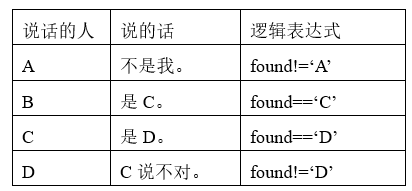 说话的人 说的话 逻辑表达式
A 不是我。 found!=‘A’
B 是 C。 found==‘C’
C 是 D。 found==‘D’
D C 说不对。 found!=‘D’